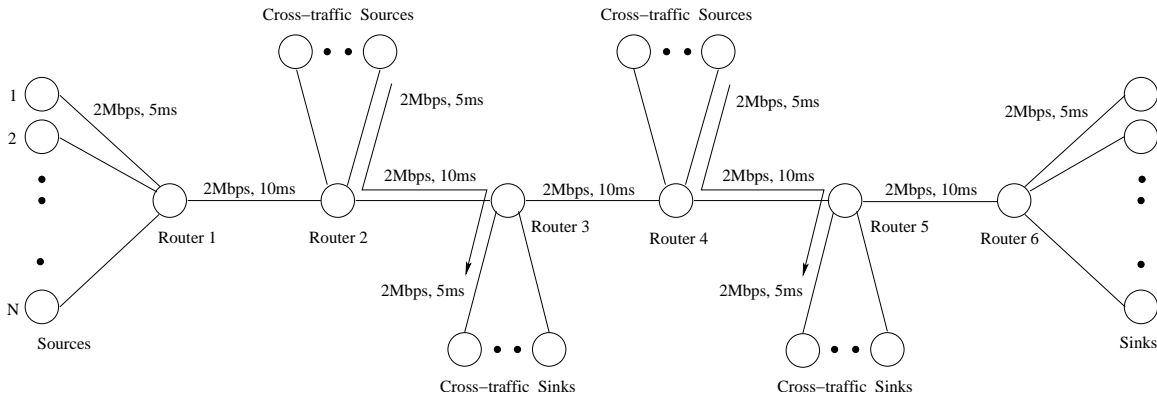 Cross−traffic Sources
Cross−traffic Sources
1
2Mbps, 5ms
2Mbps, 5ms
2Mbps, 5ms
2Mbps, 5ms
2
2Mbps, 10ms
2Mbps, 10ms
2Mbps, 10ms
2Mbps, 10ms
2Mbps, 10ms
Router 1
Router 2
Router 3
Router 4
Router 5
Router 6
2Mbps, 5ms
2Mbps, 5ms
N
Sources
Sinks
Cross−traffic Sinks
Cross−traffic Sinks